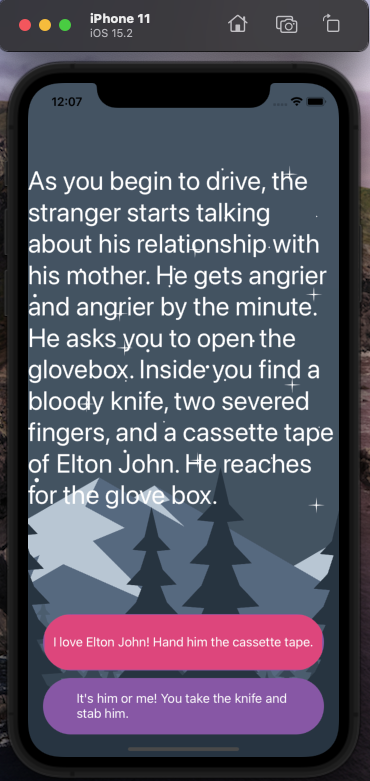 iPhone 11
iOS 15.2
12:07
As you begin to drive, the
stranger starts talking
about his relationship with
his mother. He gets angrier
and angrier by the minute.
He asks you to open the
glovebox. Inside you find a
bloody knife, two severed
fingers, and a cassette tape
of Elton John. He reaches
for the glove box.
I love Elton John! Hand him the cassette tape.
It's him or me! You take the knife and
stab him.